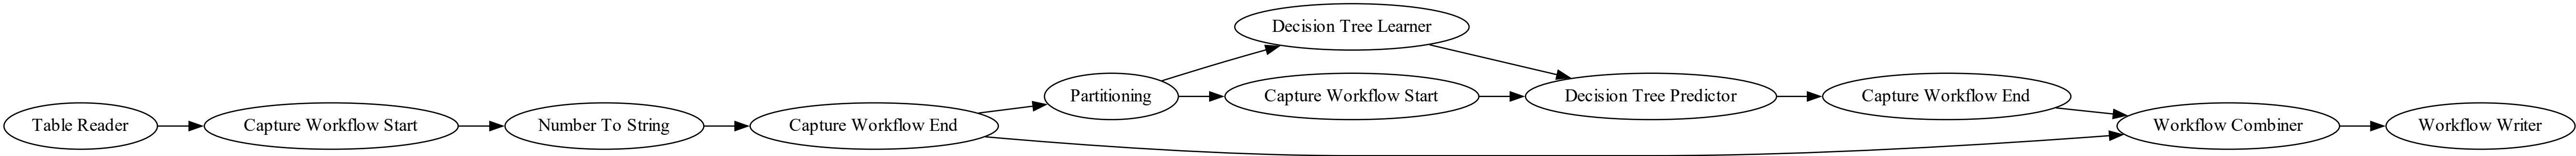 Table Reader
Capture Workflow Start
Number To String
Capture Workflow End
Partitioning
Decision Tree Learner
Capture Workflow Start
Decision Tree Predictor
Capture Workflow End
Workflow Combiner
Workflow Writer